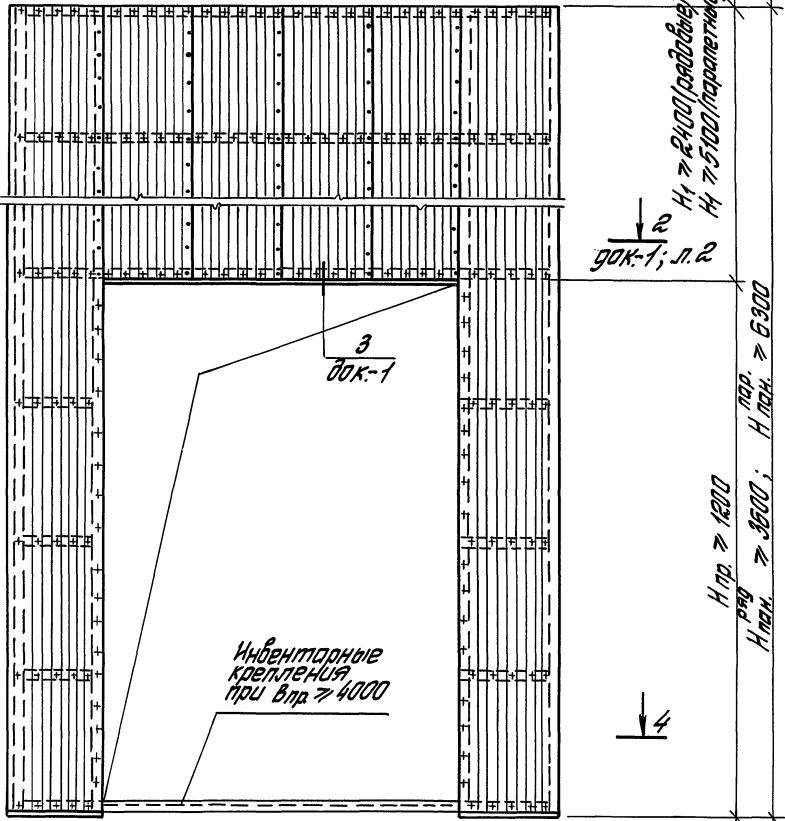 H1 ⩾ 2400 (рядовые)
H1 ⩾ 5100 (парапетные
2
док-1; л.2
3
док.-1
Hпр. ⩾ 1200
Hпан. ряд ⩾ 3600; Hпан. пар. ⩾ 6300
Инвентарные
крепления
при Bпр. ⩾ 4000
4